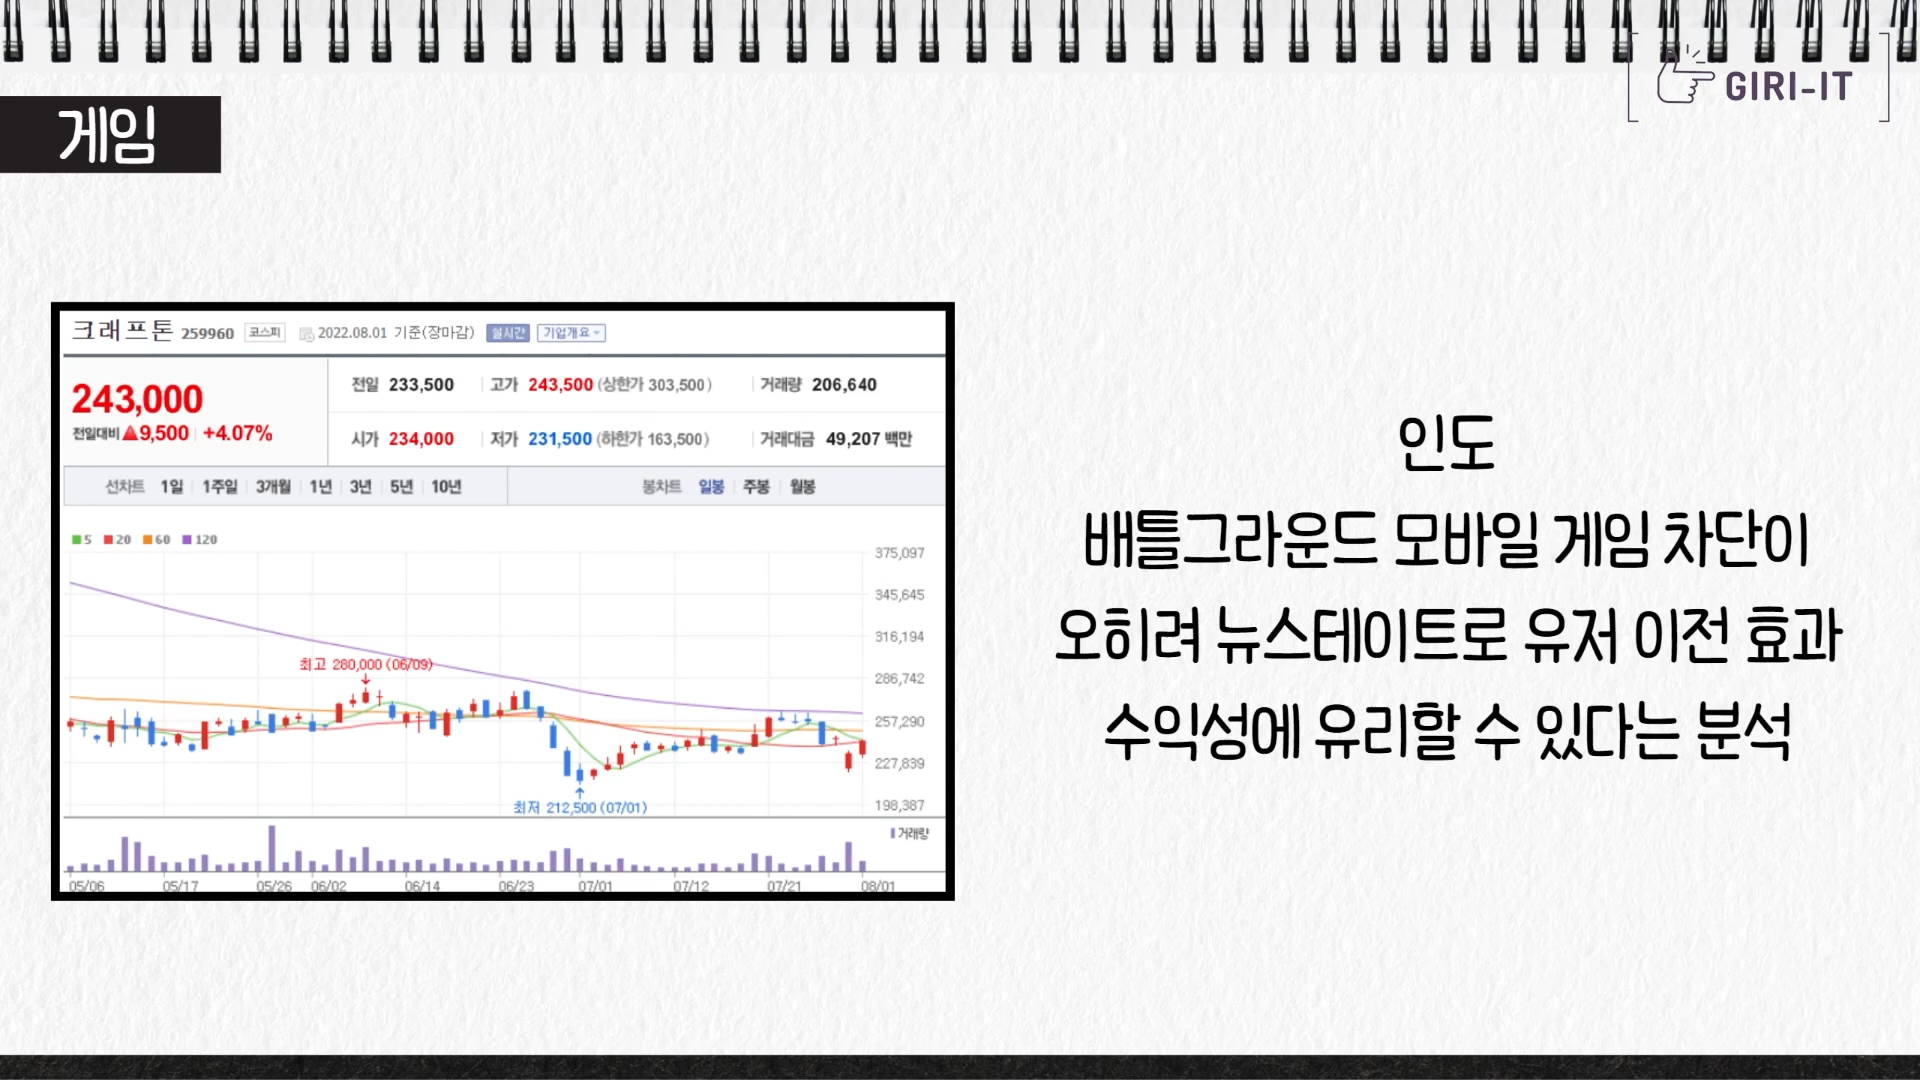 GIRI-IT
게임
크래프톤 259960 코스피 2022.08.01 기준(장마감) 실시간 기업개요
243,000
전일대비 ▲9,500 +4.07%
전일 233,500 고가 243,500 (상한가 303,500) 거래량 206,640
시가 234,000 저가 231,500 (하한가 163,500) 거래대금 49,207 백만
선차트 1일 1주일 3개월 1년 3년 5년 10년 봉차트 일봉 주봉 월봉
5 20 60 120
375,097
345,645
316,194
286,742
257,290
227,839
198,387
최고 280,000 (06/09)
최저 212,500 (07/01)
거래량
05/06 05/17 05/26 06/02 06/14 06/23 07/01 07/12 07/21 08/01
인도
배틀그라운드 모바일 게임 차단이
오히려 뉴스테이트로 유저 이전 효과
수익성에 유리할 수 있다는 분석